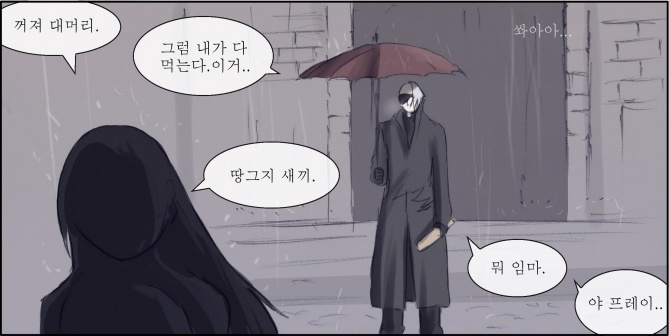 꺼져 대머리.
그럼 내가 다
먹는다.이거..
쏴아아...
땅그지 새끼.
뭐 임마.
야 프레이..